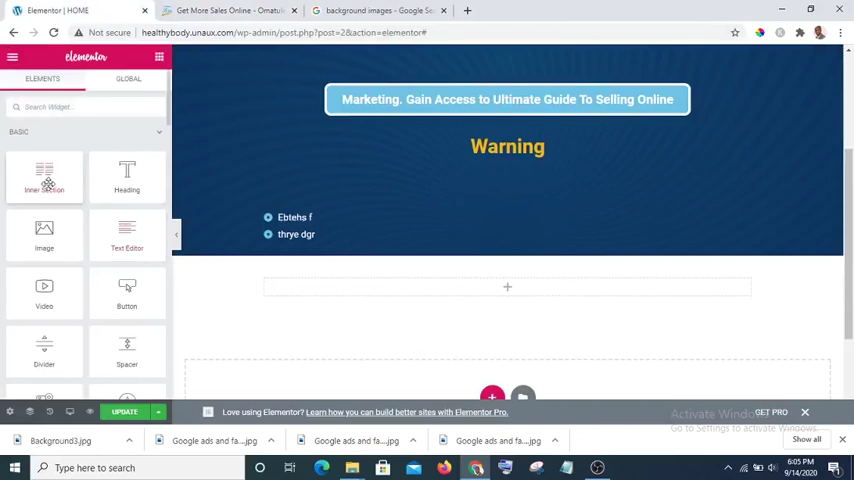 Elementor | HOME
Get More Sales Online - Omatuk
background images - Google Sea
Not secure
healthybody.unaux.com/wp-admin/post.php?post=2&action=elementor#
elementor
ELEMENTS
GLOBAL
Search Widget...
BASIC
Inner Section
Heading
Image
Text Editor
Video
Button
Divider
Spacer
UPDATE
Marketing. Gain Access to Ultimate Guide To Selling Online
Warning
Ebtehs f
thrye dgr
Love using Elementor? Learn how you can build better sites with Elementor Pro.
GET PRO
Activate Windows
Go to Settings to activate Windows.
Background3.jpg
Google ads and fa....jpg
Google ads and fa....jpg
Google ads and fa....jpg
Show all
Type here to search
6:05 PM
9/14/2020